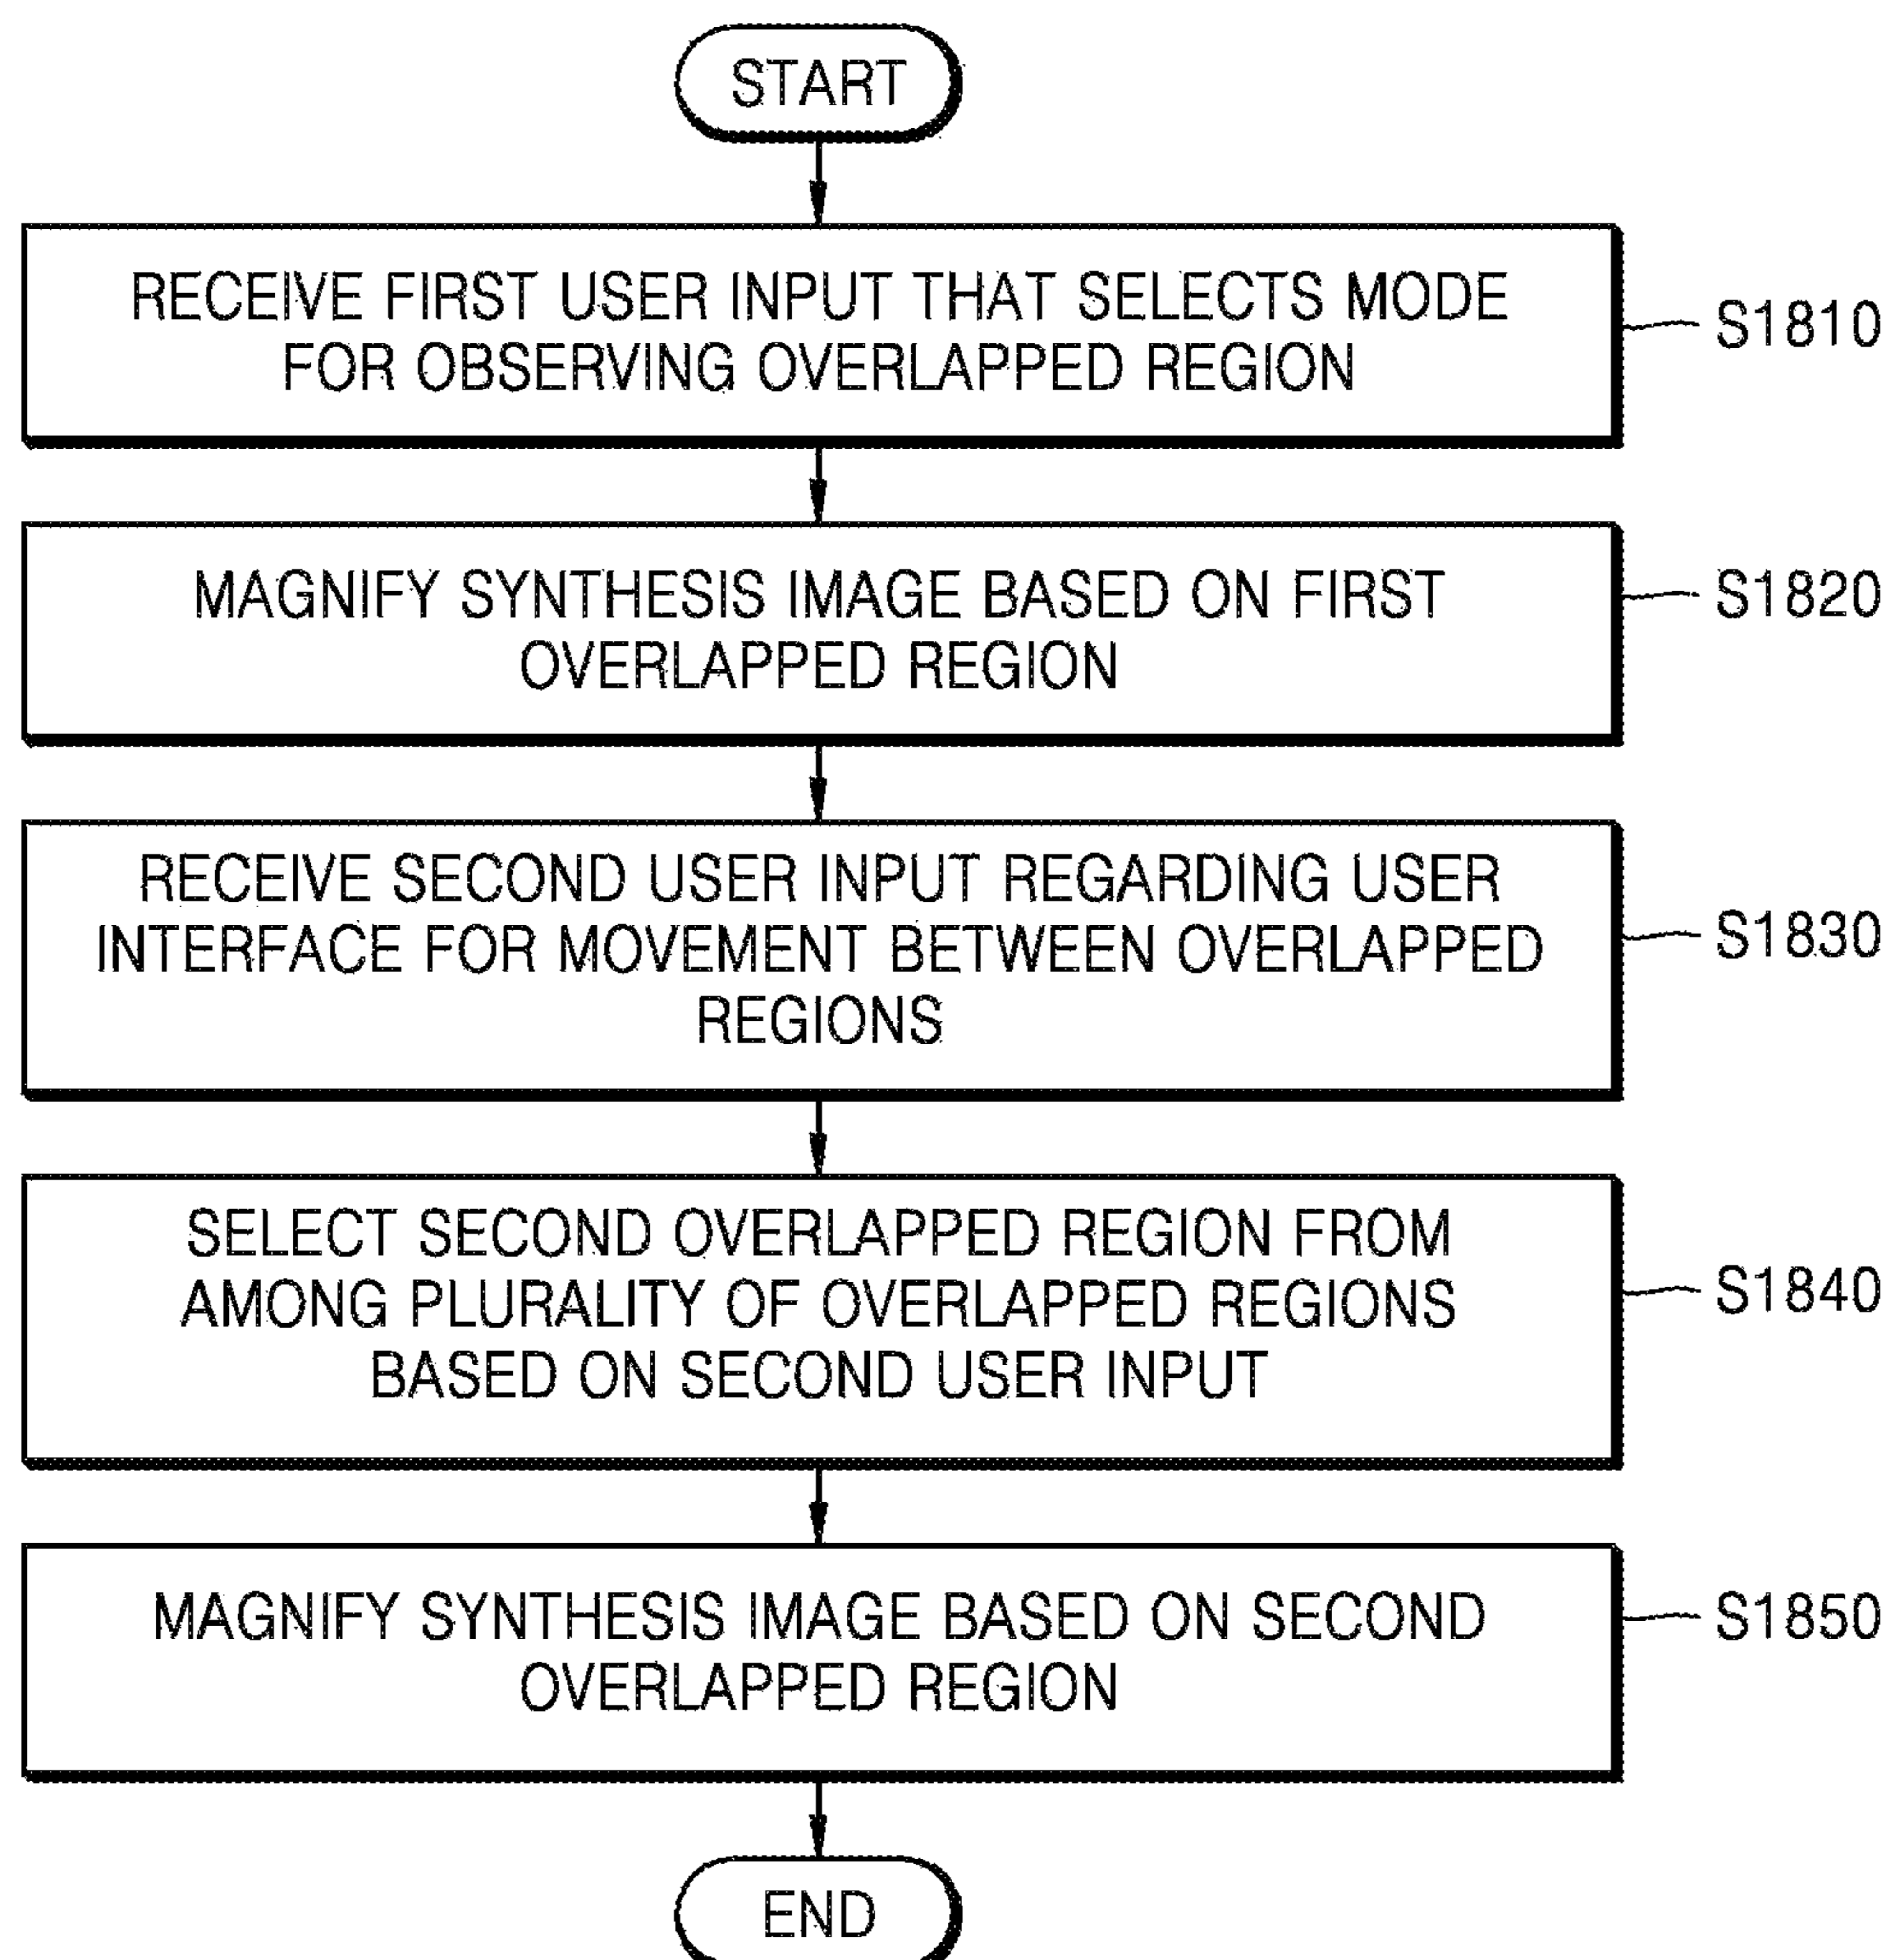 START
RECEIVE FIRST USER INPUT THAT SELECTS MODE
FOR OBSERVING OVERLAPPED REGION
S1810
MAGNIFY SYNTHESIS IMAGE BASED ON FIRST
OVERLAPPED REGION
S1820
RECEIVE SECOND USER INPUT REGARDING USER
INTERFACE FOR MOVEMENT BETWEEN OVERLAPPED
REGIONS
S1830
SELECT SECOND OVERLAPPED REGION FROM
AMONG PLURALITY OF OVERLAPPED REGIONS
BASED ON SECOND USER INPUT
S1840
MAGNIFY SYNTHESIS IMAGE BASED ON SECOND
OVERLAPPED REGION
S1850
END